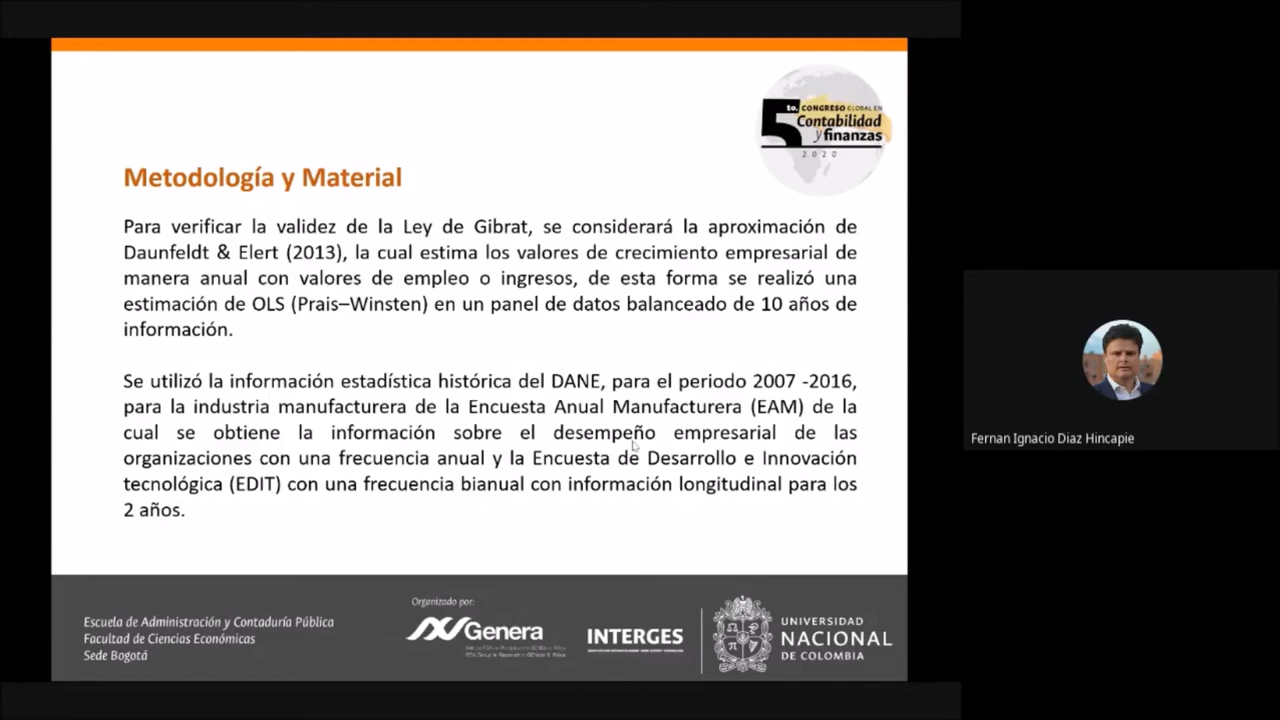 5to. CONGRESO GLOBAL EN
Contabilidad
y finanzas
2020
Metodología y Material
Para verificar la validez de la Ley de Gibrat, se considerará la aproximación de
Daunfeldt & Elert (2013), la cual estima los valores de crecimiento empresarial de
manera anual con valores de empleo o ingresos, de esta forma se realizó una
estimación de OLS (Prais–Winsten) en un panel de datos balanceado de 10 años de
información.
Se utilizó la información estadística histórica del DANE, para el periodo 2007 -2016,
para la industria manufacturera de la Encuesta Anual Manufacturera (EAM) de la
cual se obtiene la información sobre el desempeño empresarial de las
organizaciones con una frecuencia anual y la Encuesta de Desarrollo e Innovación
tecnológica (EDIT) con una frecuencia bianual con información longitudinal para los
2 años.
Fernan Ignacio Diaz Hincapie
Escuela de Administración y Contaduría Pública
Facultad de Ciencias Económicas
Sede Bogotá
Organizado por:
Genera
INTERGES
UNIVERSIDAD
NACIONAL
DE COLOMBIA